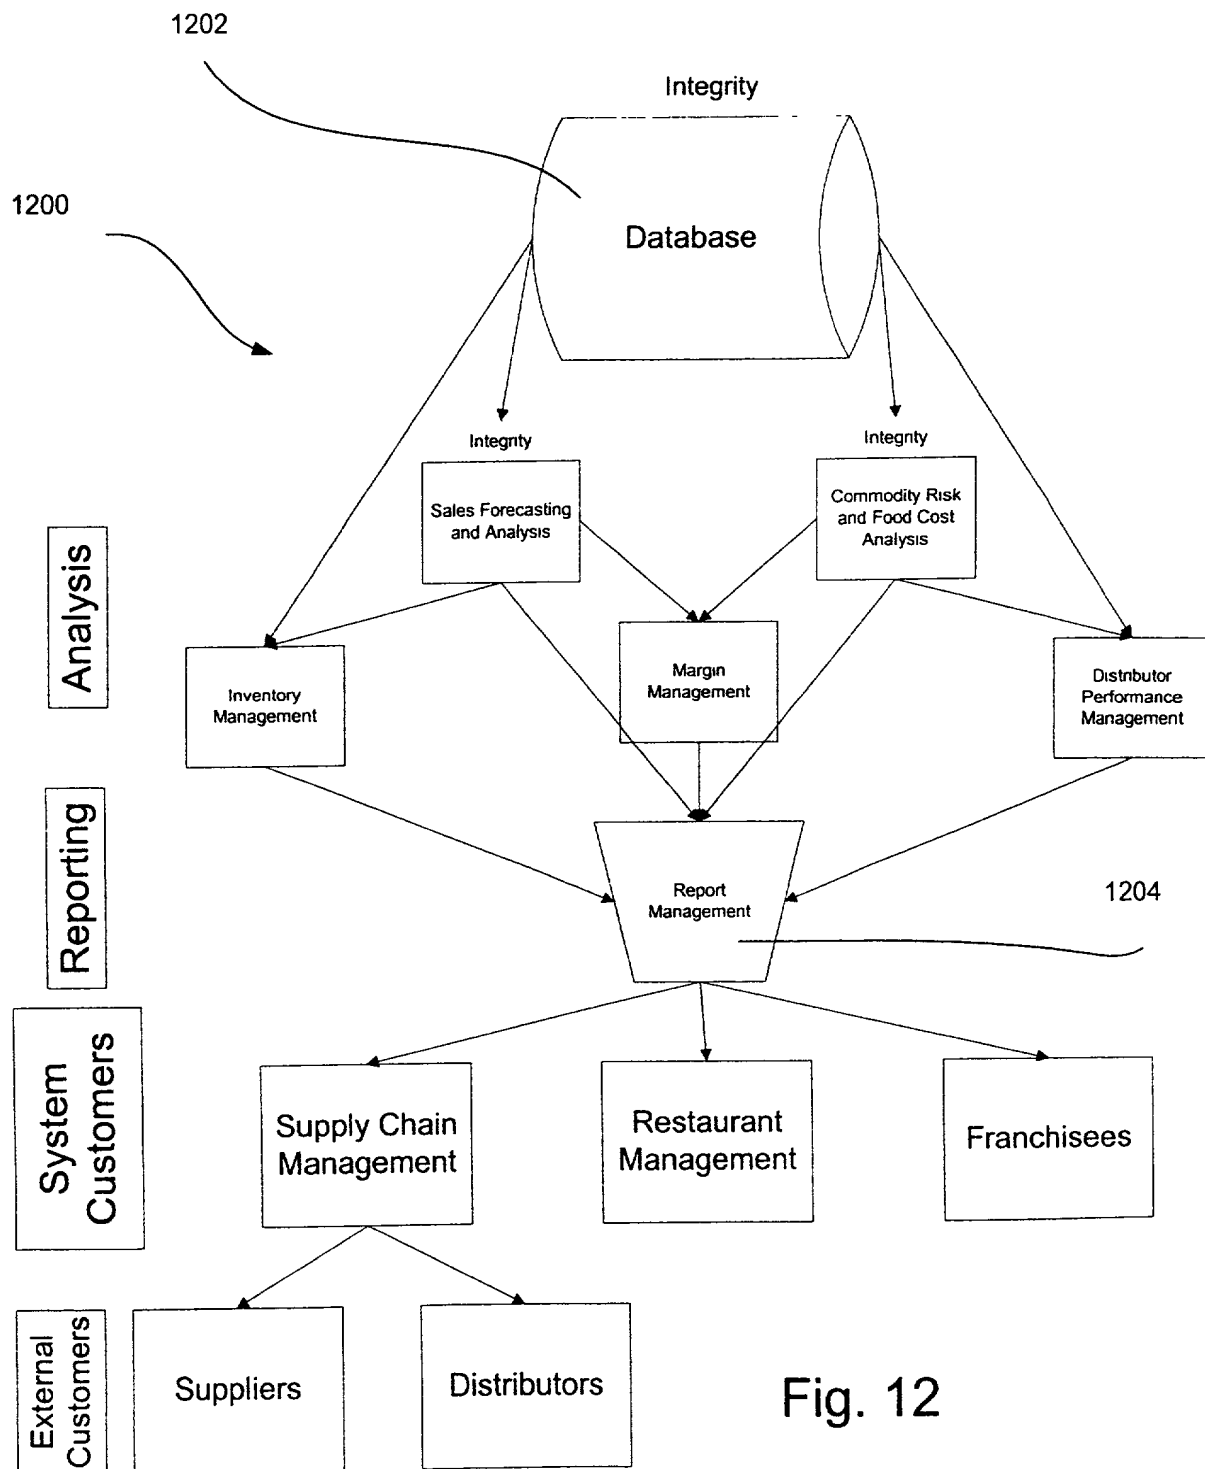 1202
Integrity
1200
Database
Integrity
Integrity
Sales Forecasting
and Analysis
Commodity Risk
and Food Cost
Analysis
Analysis
Inventory
Management
Margin
Management
Distributor
Performance
Management
Reporting
Report
Management
1204
System
Customers
Supply Chain
Management
Restaurant
Management
Franchisees
External
Customers
Suppliers
Distributors
Fig. 12